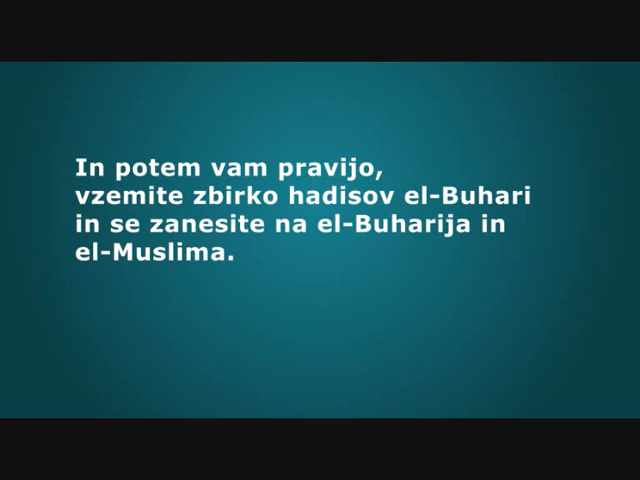 In potem vam pravijo,
vzemite zbirko hadisov el-Buhari
in se zanesite na el-Buharija in
el-Muslima.